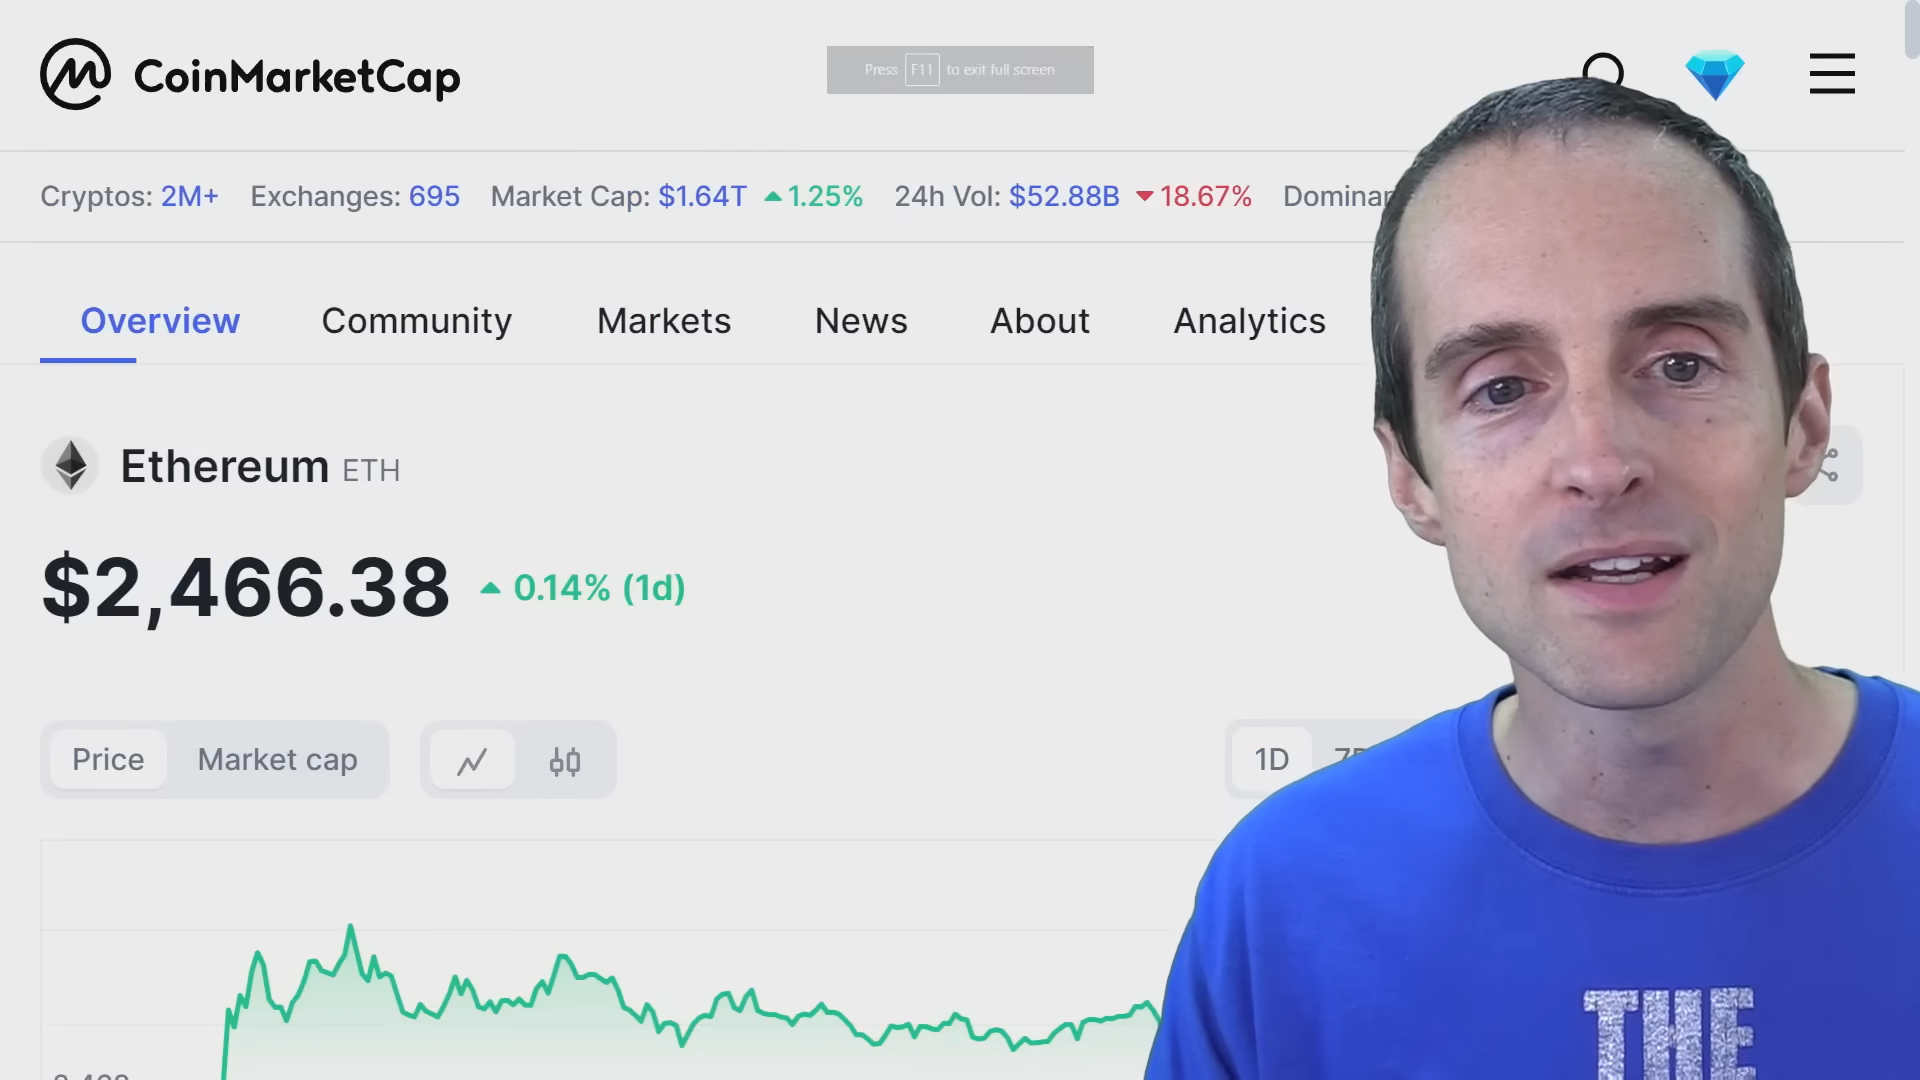 CoinMarketCap
Press F11 to exit full screen
Cryptos: 2M+ Exchanges: 695 Market Cap: $1.64T 1.25% 24h Vol: $52.88B 18.67%
Overview Community Markets News About Analytics
Ethereum ETH
$2,466.38 0.14% (1d)
Price Market cap 1D
THE